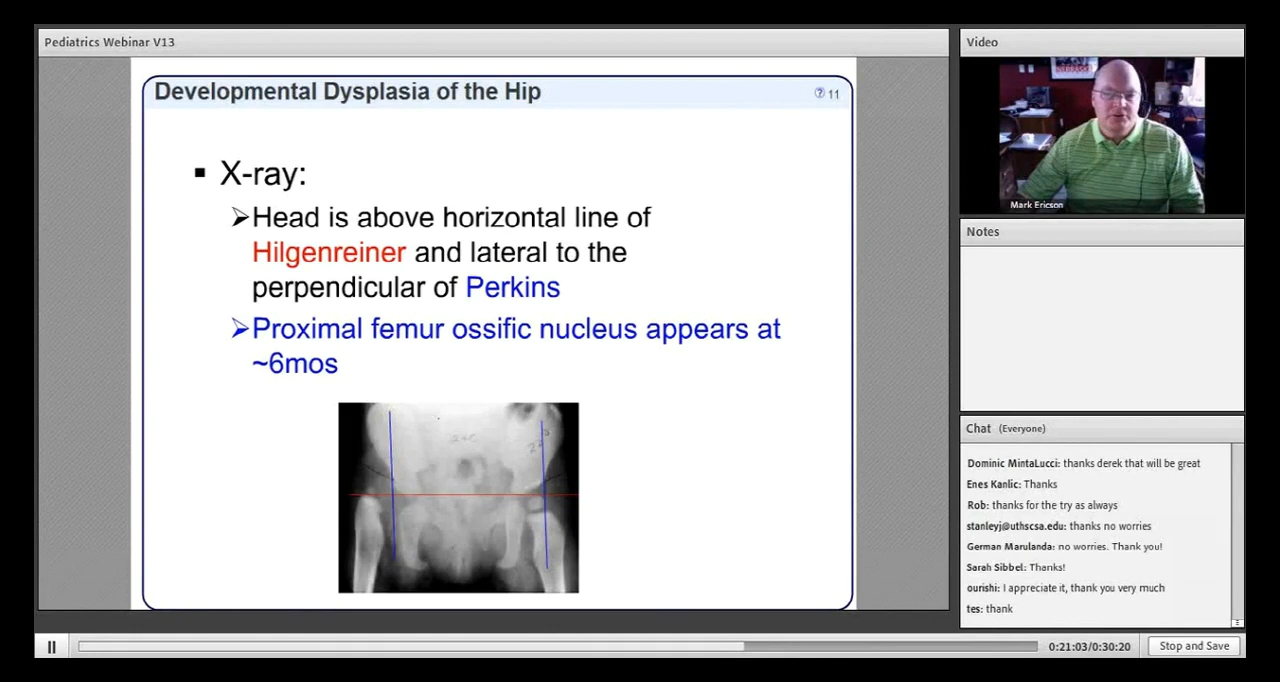 Pediatrics Webinar V13
Developmental Dysplasia of the Hip
11
▪ X-ray:
➢Head is above horizontal line of
Hilgenreiner and lateral to the
perpendicular of Perkins
➢Proximal femur ossific nucleus appears at
~6mos
Video
Mark Ericson
Notes
Chat (Everyone)
Dominic MintaLucci: thanks derek that will be great
Enes Kanlic: Thanks
Rob: thanks for the try as always
stanleyj@uthscsa.edu: thanks no worries
German Marulanda: no worries. Thank you!
Sarah Sibbel: Thanks!
ourishi: I appreciate it, thank you very much
tes: thank
0:21:03/0:30:20
Stop and Save